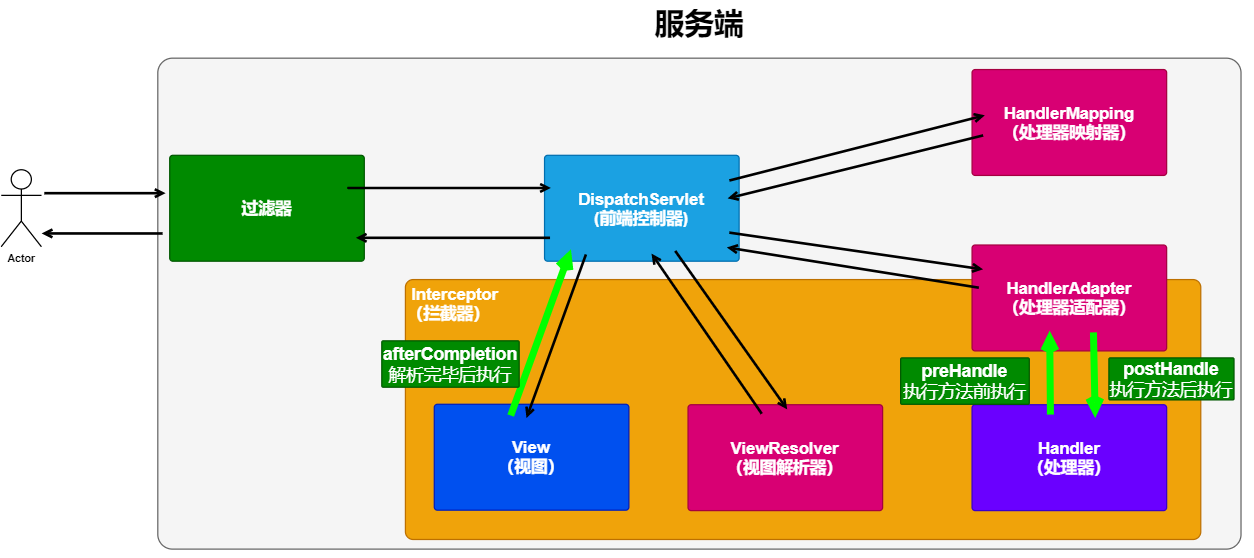 服务端
HandlerMapping
（处理器映射器）
过滤器
DispatchServlet
(前端控制器)
Actor
Interceptor
（拦截器）
HandlerAdapter
（处理器适配器）
afterCompletion
解析完毕后执行
preHandle
执行方法前执行
postHandle
执行方法后执行
View
（视图）
ViewResolver
（视图解析器）
Handler
（处理器）